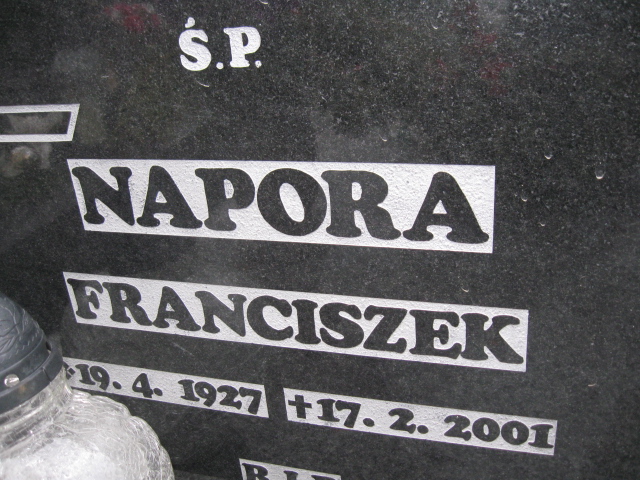 Ś.P.
NAPORA
FRANCISZEK
*19. 4. 1927 ✝17. 2. 2001